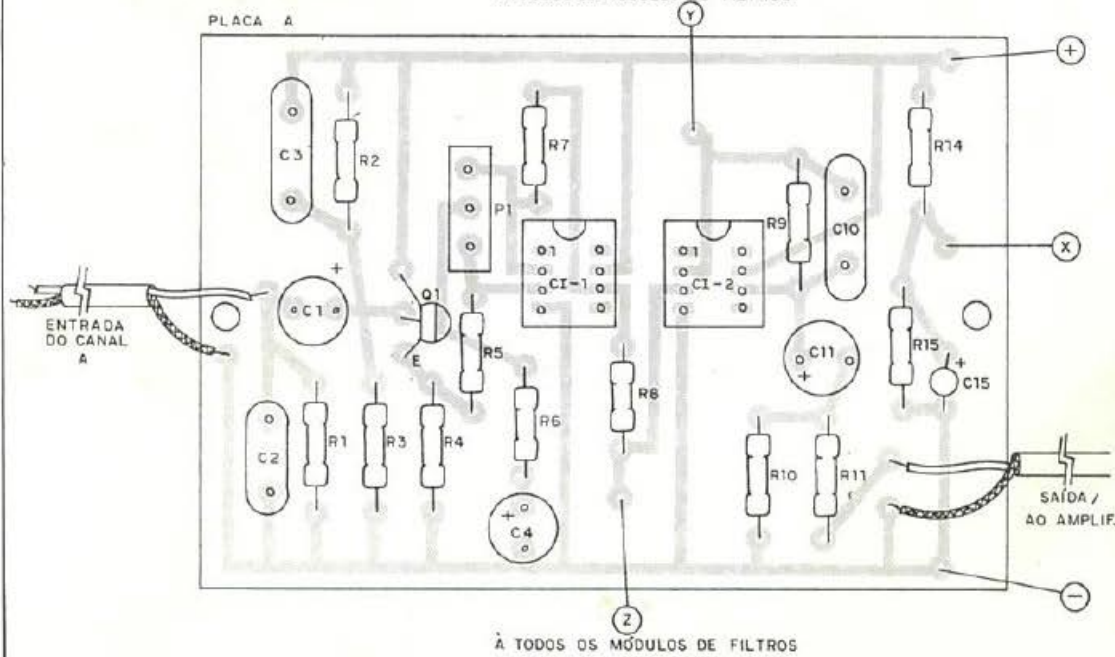 Y
PLACA A
+
C3
R2
R7
R14
P1
R9
C10
X
1
CI-1
1
CI-2
+
C1
Q1
ENTRADA
DO CANAL
A
E
R5
C11
+
R15
+
C15
R8
R6
C2
R1
R3
R4
R10
R11
+
C4
SAÍDA /
AO AMPLIF.
-
Z
À TODOS OS MÓDULOS DE FILTROS